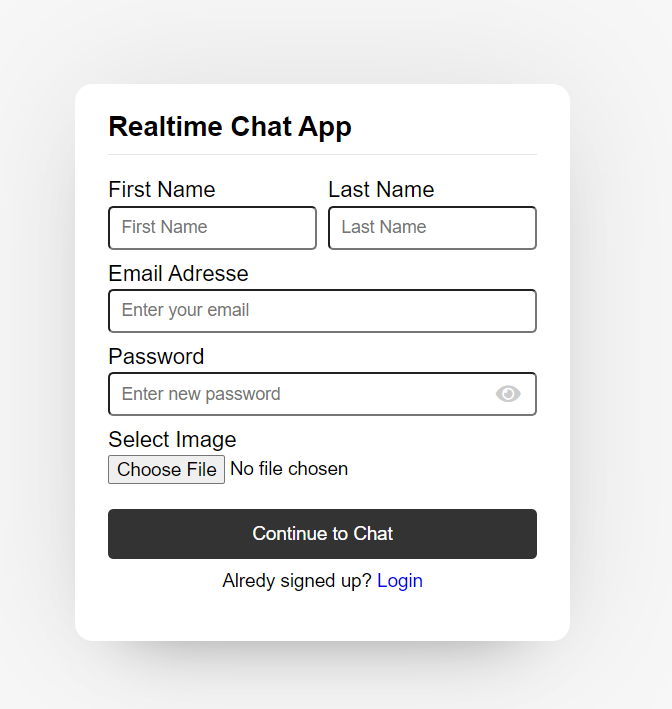 Realtime Chat App
First Name Last Name
First Name Last Name
Email Adresse
Enter your email
Password
Enter new password
Select Image
Choose File No file chosen
Continue to Chat
Alredy signed up? Login